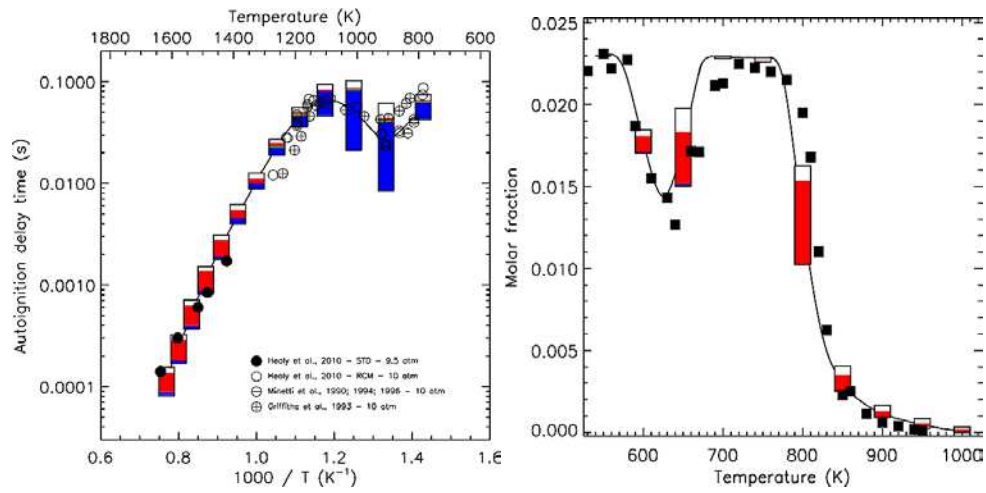 Temperature (K)
1800 1600 1400 1200 1000 800 600
Autoignition delay time (s)
0.1000
0.0100
0.0010
0.0001
Healy et al., 2010 - STD - 9.5 atm
Healy et al., 2010 - RCM - 10 atm
Minetti et al., 1990; 1994; 1996 - 10 atm
Griffiths et al., 1993 - 10 atm
0.6 0.8 1.0 1.2 1.4 1.6
1000 / T (K⁻¹)
Molar fraction
0.025
0.020
0.015
0.010
0.005
0.000
600 700 800 900 1000
Temperature (K)